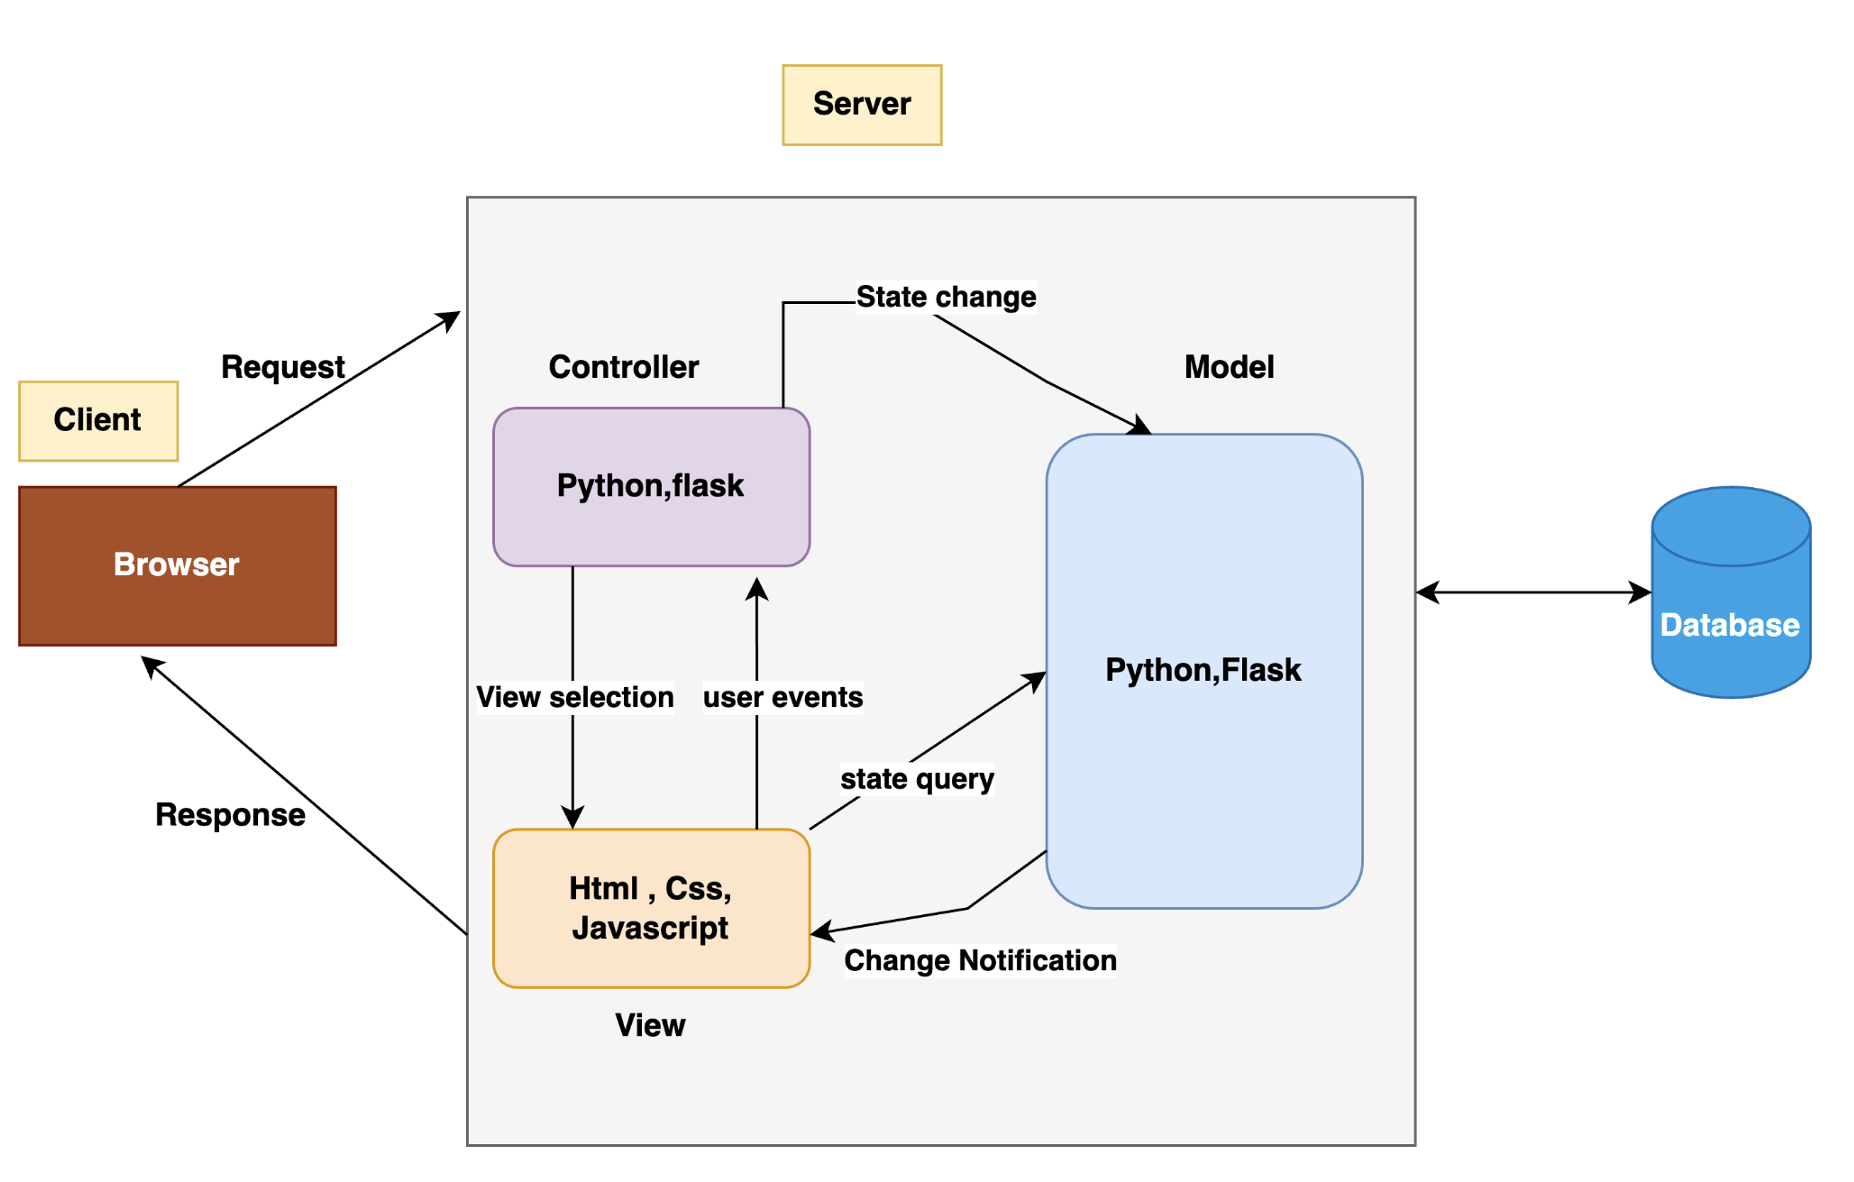 Server
State change
Request
Controller
Model
Client
Python,flask
Browser
Database
Python,Flask
View selection
user events
state query
Response
Html , Css,
Javascript
Change Notification
View